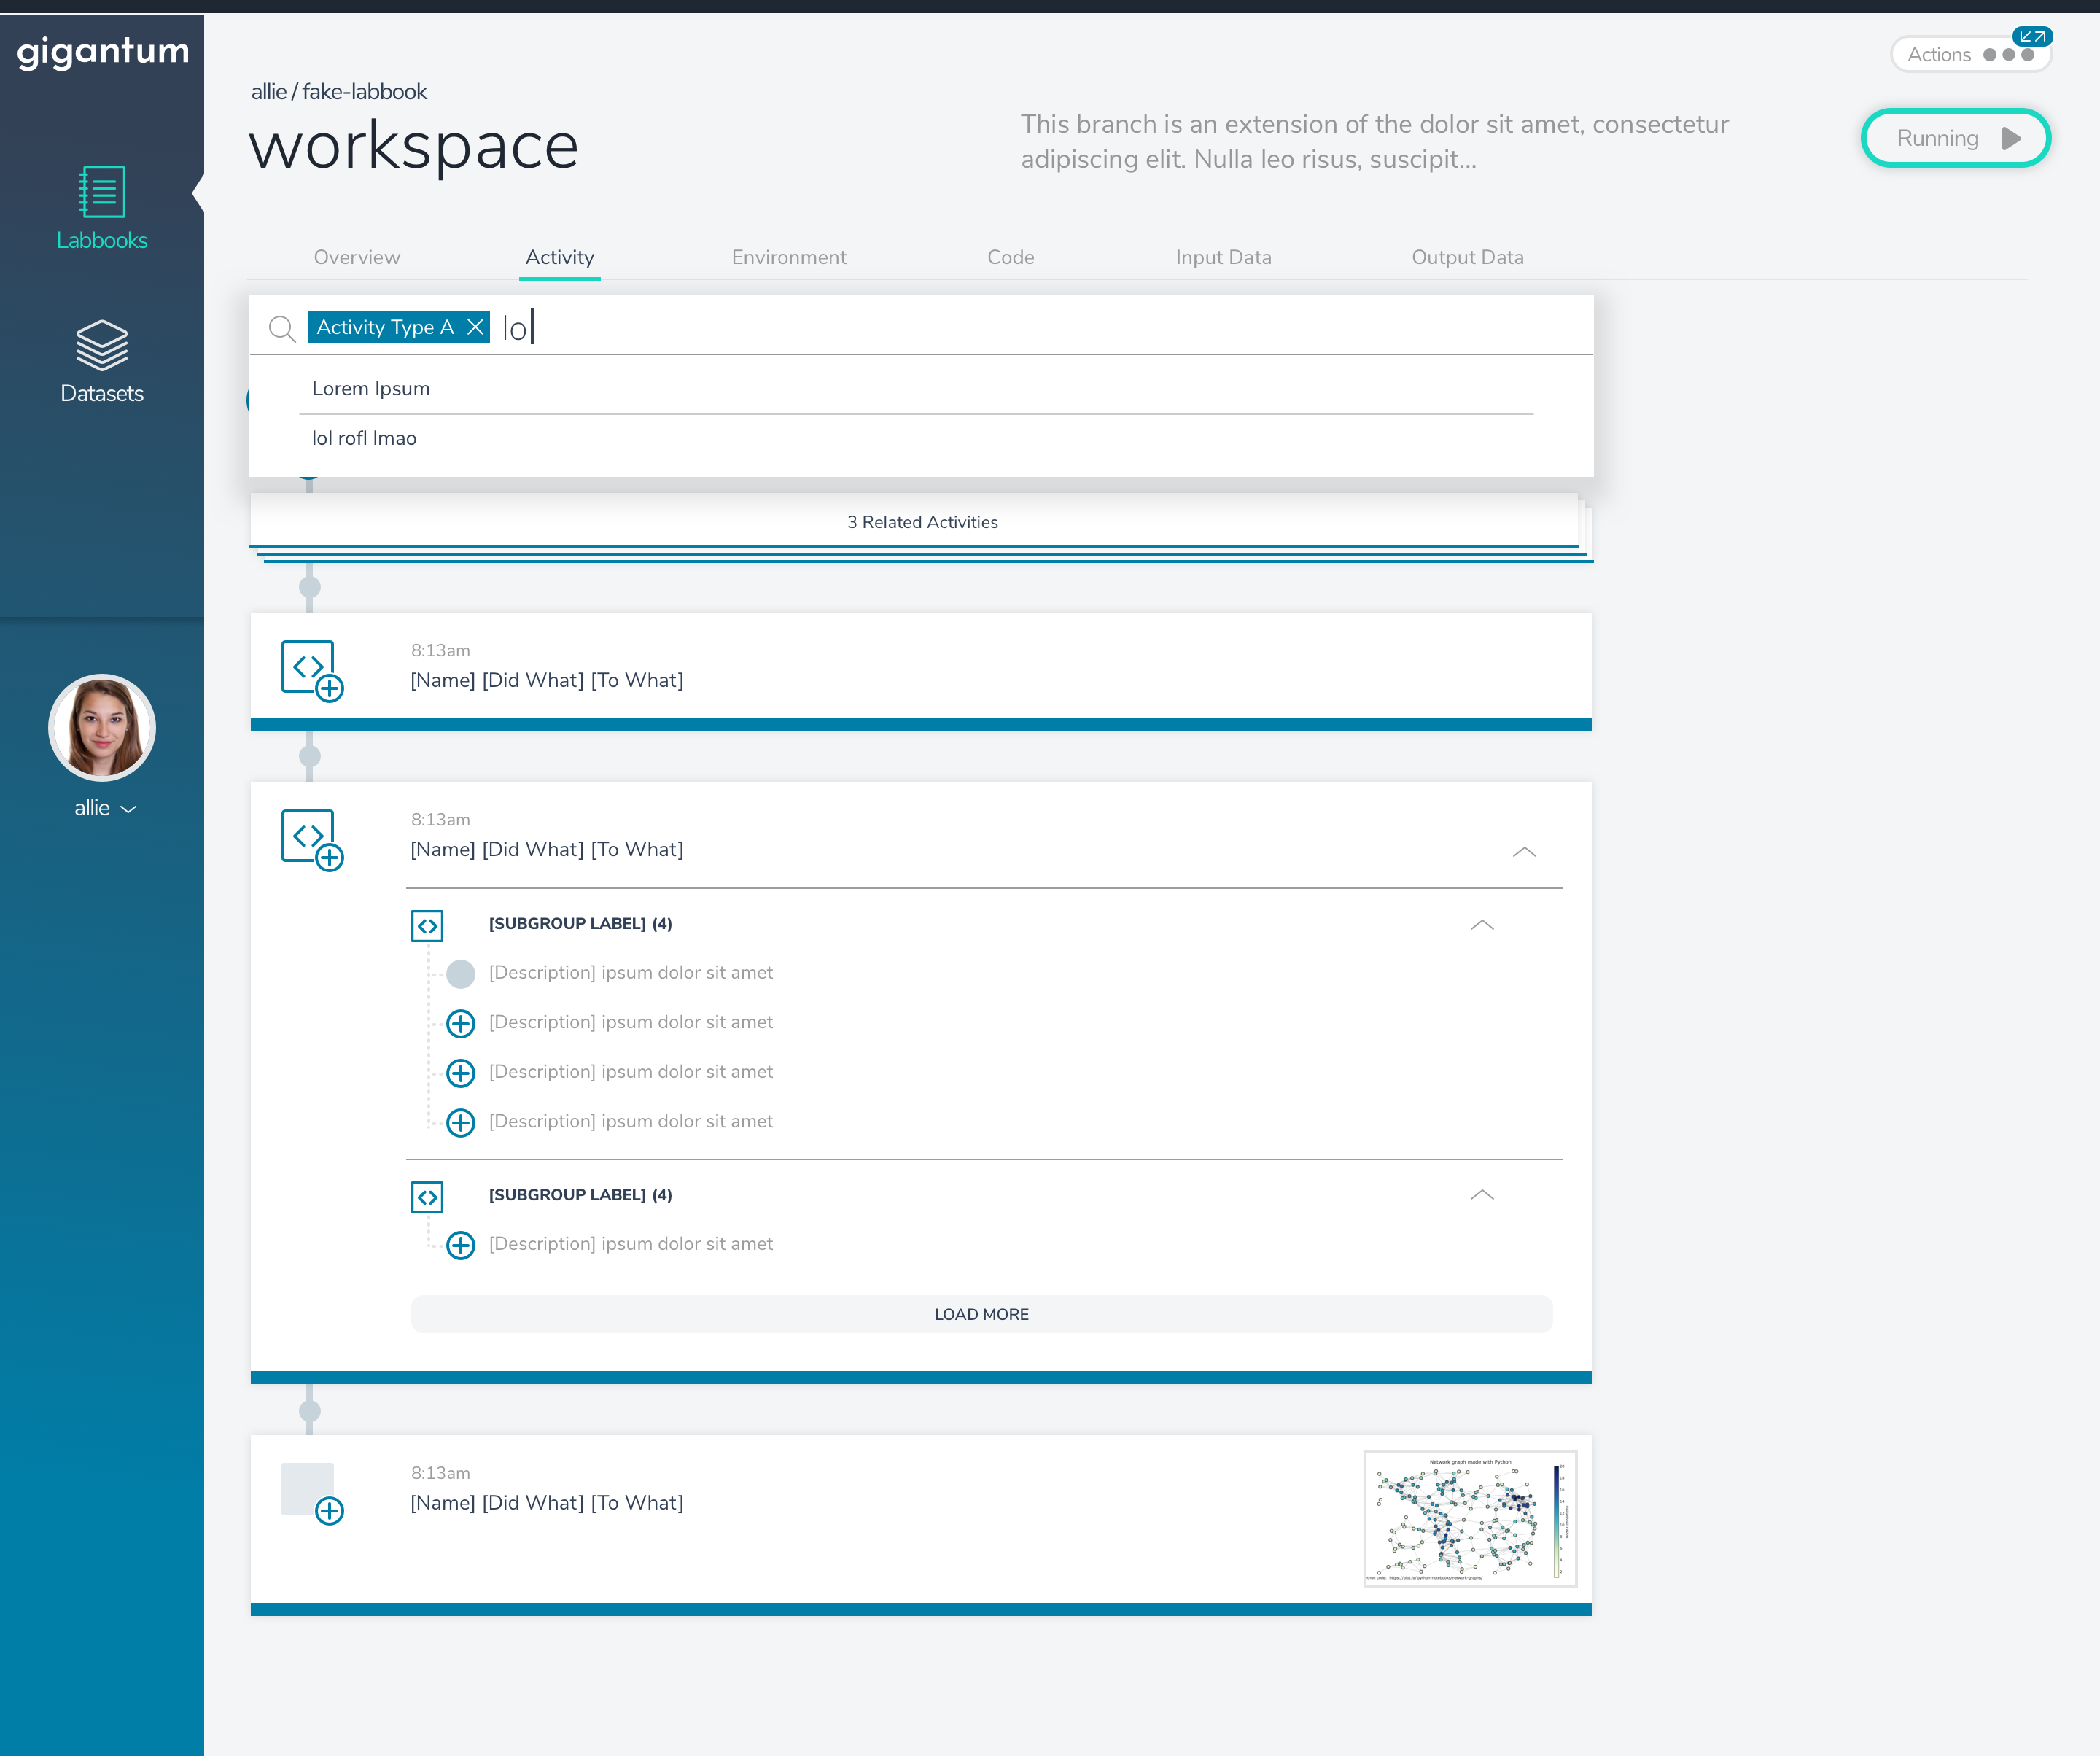 gigantum
Actions
allie / fake-labbook
workspace
This branch is an extension of the dolor sit amet, consectetur
adipiscing elit. Nulla leo risus, suscipit...
Running
Labbooks
Datasets
allie
Overview
Activity
Environment
Code
Input Data
Output Data
Activity Type A
lo
Lorem Ipsum
lol rofl lmao
3 Related Activities
8:13am
[Name] [Did What] [To What]
8:13am
[Name] [Did What] [To What]
[SUBGROUP LABEL] (4)
[Description] ipsum dolor sit amet
[Description] ipsum dolor sit amet
[Description] ipsum dolor sit amet
[Description] ipsum dolor sit amet
[SUBGROUP LABEL] (4)
[Description] ipsum dolor sit amet
LOAD MORE
8:13am
[Name] [Did What] [To What]
Network graph made with Python